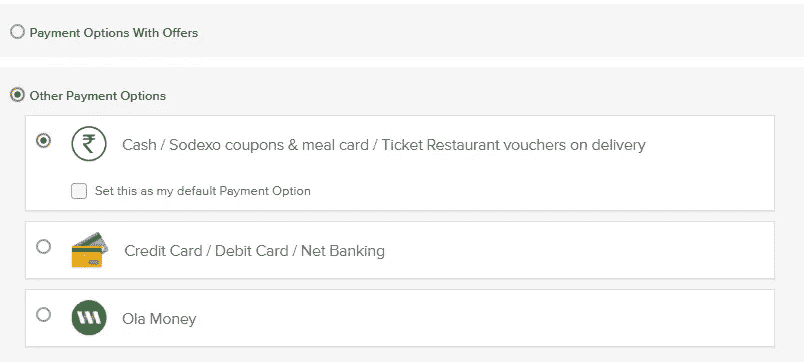 Payment Options With Offers
Other Payment Options
₹ Cash / Sodexo coupons & meal card / Ticket Restaurant vouchers on delivery
Set this as my default Payment Option
Credit Card / Debit Card / Net Banking
Ola Money